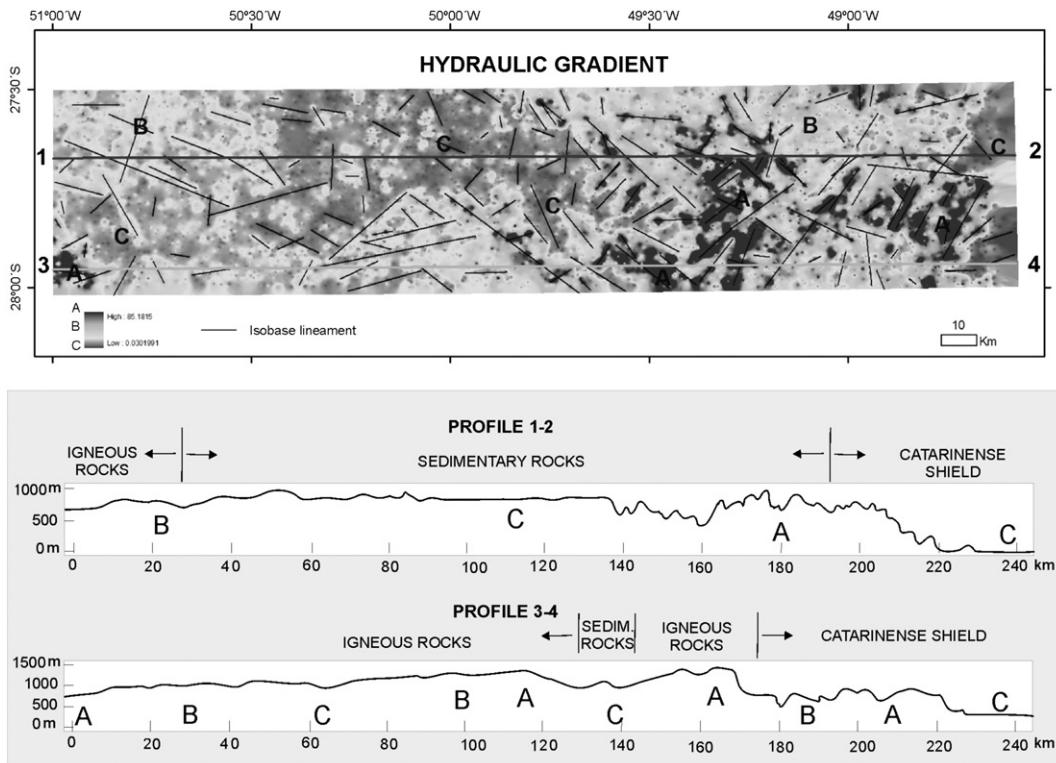 51°00'W 50°30'W 50°00'W 49°30'W 49°00'W
HYDRAULIC GRADIENT
27°30'S
B B
C C
1 2
A
C A
C
3 A A 4
28°00'S
A High : 85.1815
B
C Low : 0.0301991
Isobase lineament
10
Km
PROFILE 1-2
IGNEOUS
ROCKS
SEDIMENTARY ROCKS
CATARINENSE
SHIELD
1000m
500
0m
B C A C
0 20 40 60 80 100 120 140 160 180 200 220 240 km
PROFILE 3-4
IGNEOUS ROCKS
SEDIM.
ROCKS
IGNEOUS
ROCKS
CATARINENSE SHIELD
1500m
1000
500
0m
A B C B A C A B A C
0 20 40 60 80 100 120 140 160 180 200 220 240 km